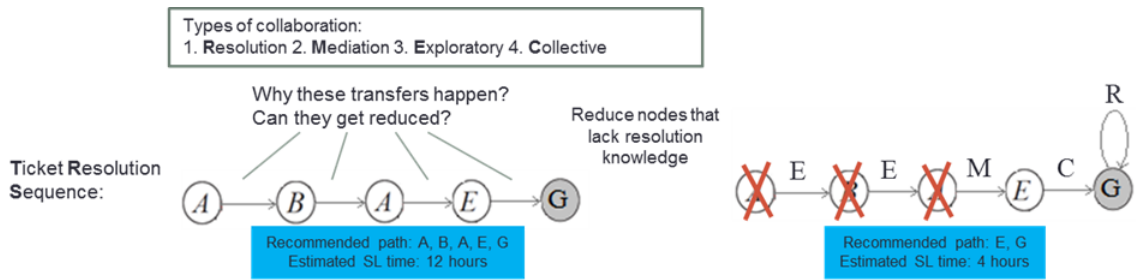 Types of collaboration:
1. Resolution 2. Mediation 3. Exploratory 4. Collective
Why these transfers happen?
Can they get reduced?
Reduce nodes that
lack resolution
knowledge
Ticket Resolution
Sequence:
A B A E G
Recommended path: A, B, A, E, G
Estimated SL time: 12 hours
R
E E M C
E G
Recommended path: E, G
Estimated SL time: 4 hours